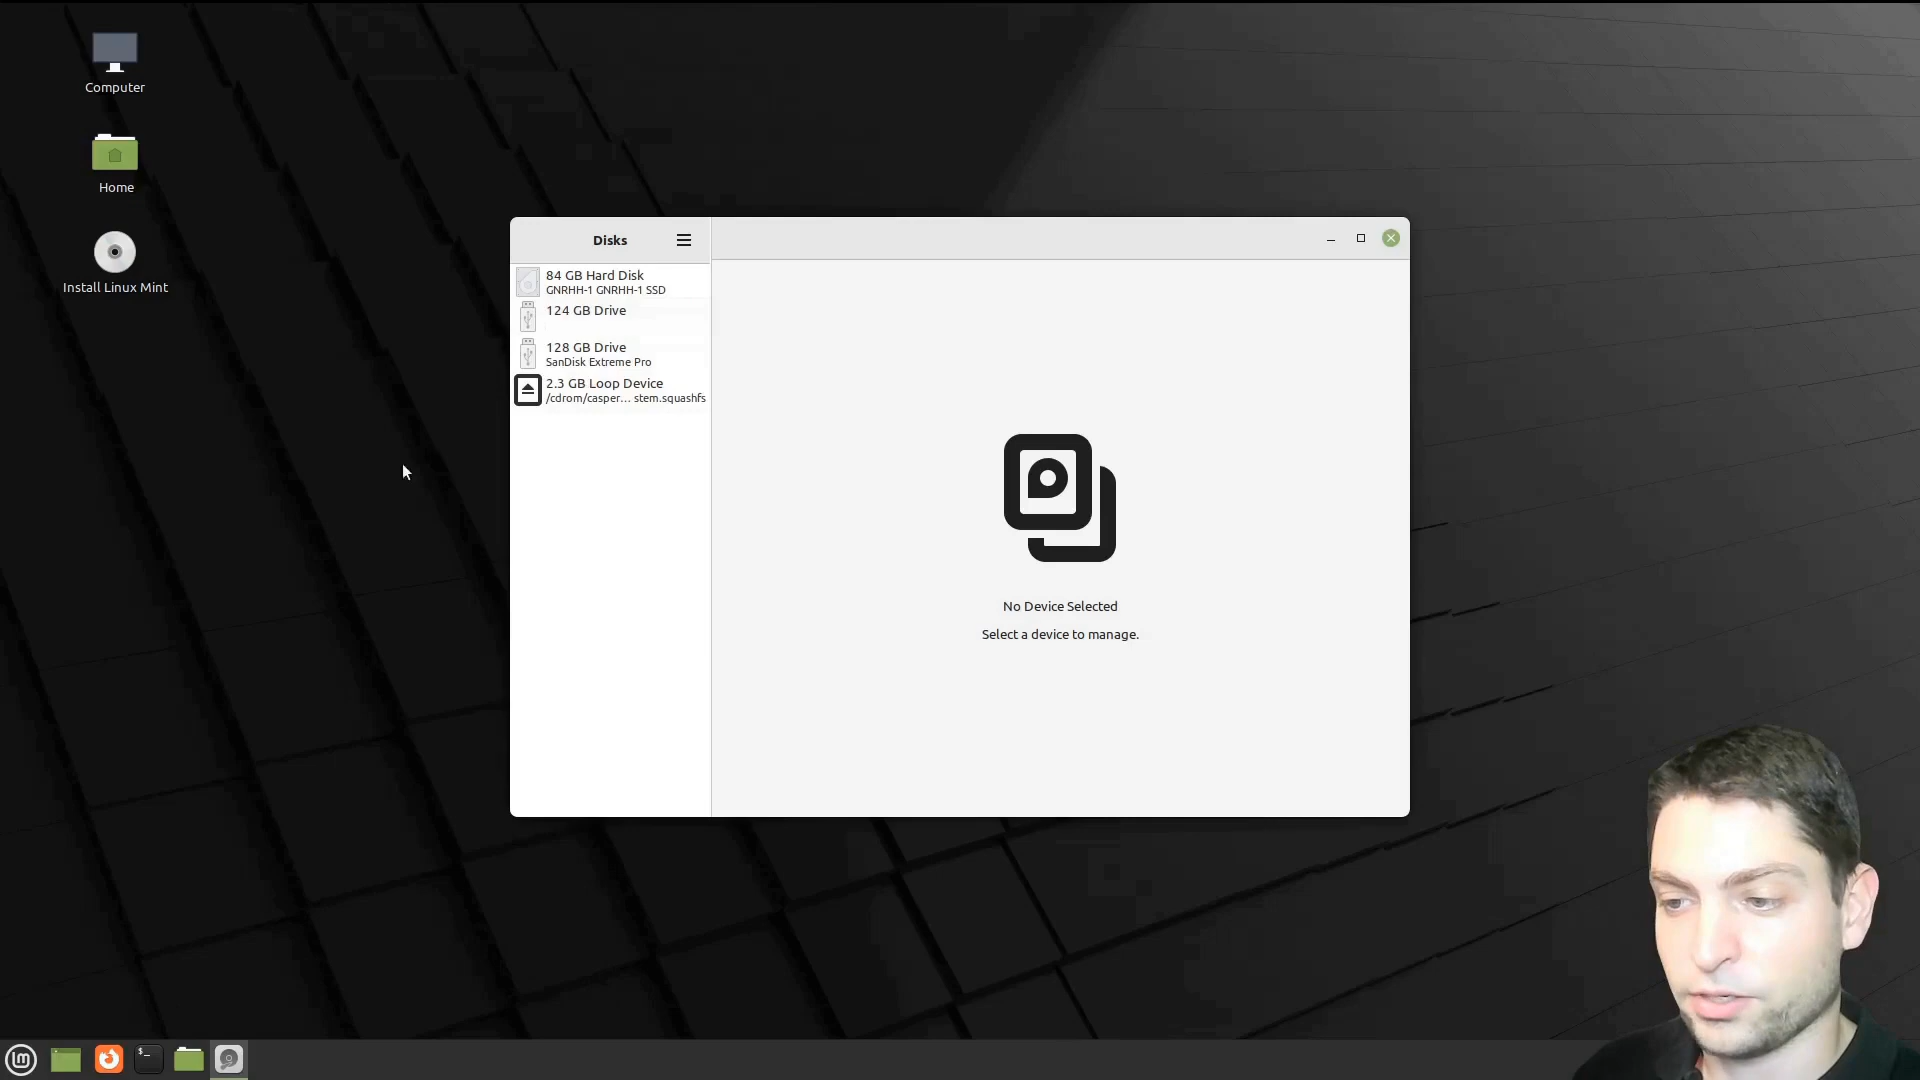 Computer
Home
Install Linux Mint
Disks
84 GB Hard Disk
GNRHH-1 GNRHH-1 SSD
124 GB Drive
128 GB Drive
SanDisk Extreme Pro
2.3 GB Loop Device
/cdrom/casper... stem.squashfs
No Device Selected
Select a device to manage.
$_